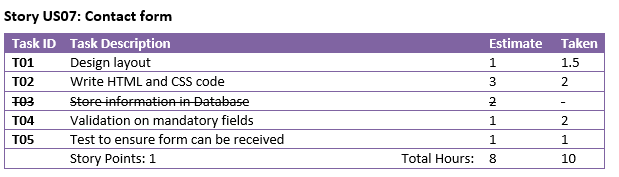 Story US07: Contact form
Task ID Task Description Estimate Taken
T01 Design layout 1 1.5
T02 Write HTML and CSS code 3 2
T03 Store information in Database 2 -
T04 Validation on mandatory fields 1 2
T05 Test to ensure form can be received 1 1
Story Points: 1 Total Hours: 8 10